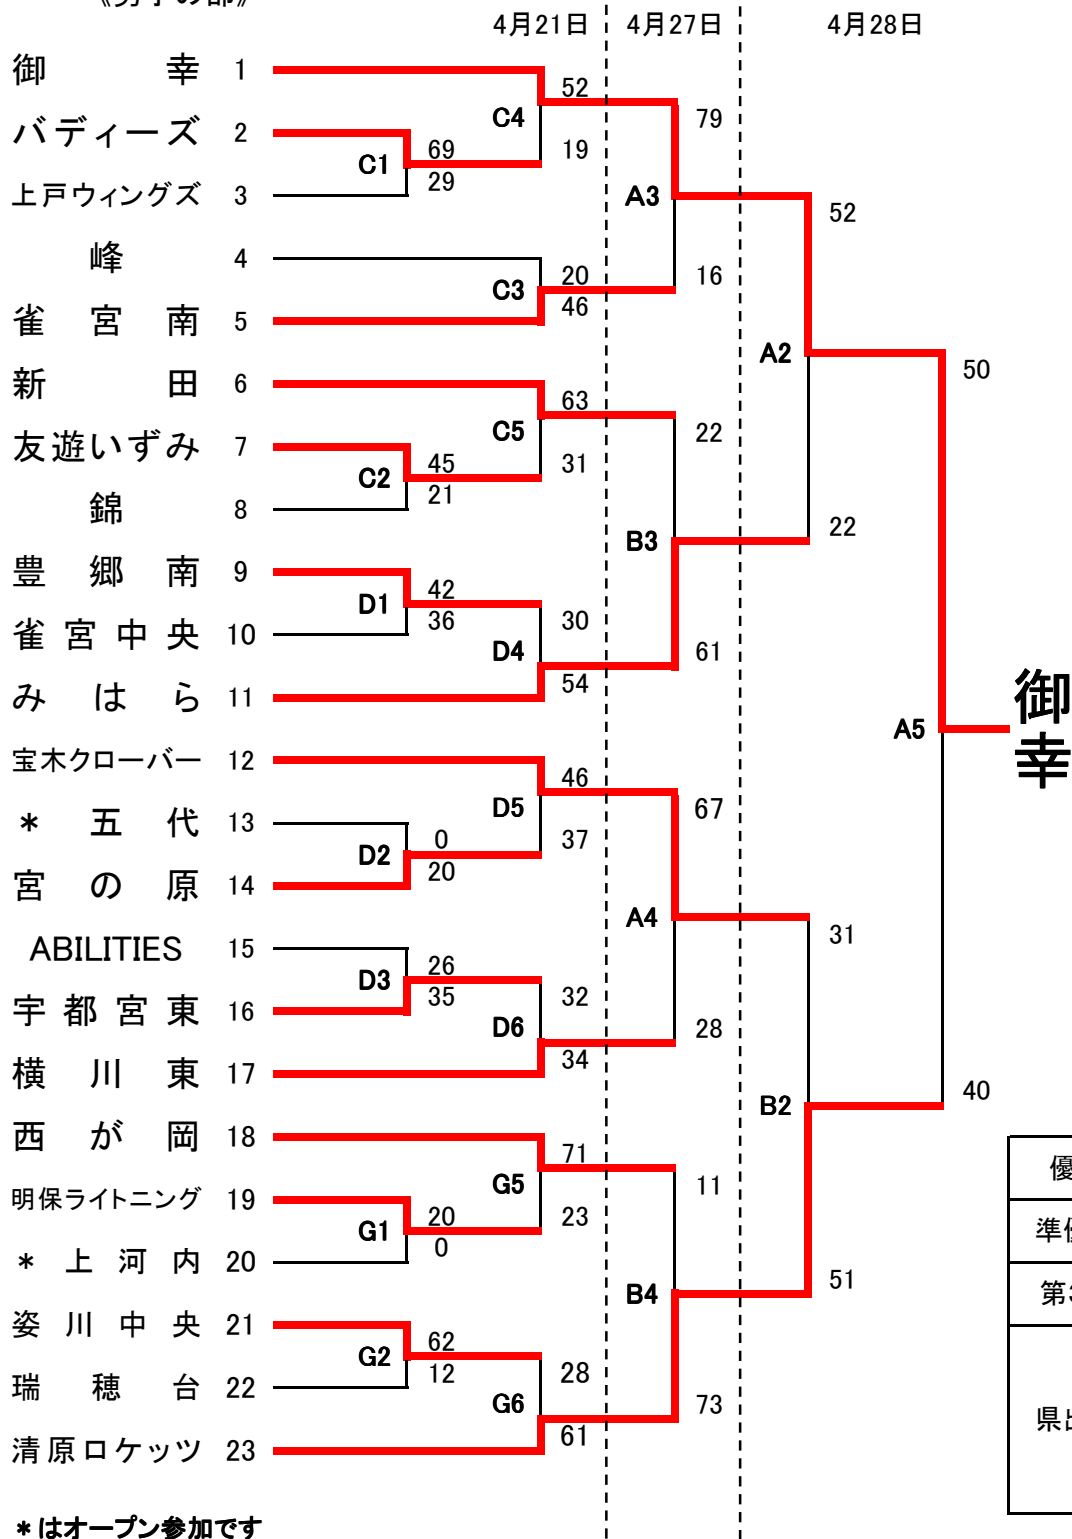 4月21日 4月27日 4月28日
御幸 1
52
79
バディーズ 2
C4
69
19
C1
29
上戸ウィングズ 3
A3
52
峰 4
20
16
C3
46
雀宮南 5
A2
50
新田 6
63
22
C5
友遊いずみ 7
45
31
C2
21
錦 8
22
B3
豊郷南 9
42
D1
36
30
雀宮中央 10
D4
61
54
みはら 11
A5
御幸
宝木クローバー 12
46
67
D5
* 五代 13
0
37
D2
20
宮の原 14
A4
31
ABILITIES 15
26
D3
35
32
宇都宮東 16
D6
28
34
横川東 17
40
B2
西が岡 18
71
11
G5
明保ライトニング 19
20
23
G1
0
* 上河内 20
51
B4
姿川中央 21
62
G2
12
28
瑞穂台 22
G6
73
61
清原ロケッツ 23
*はオープン参加です